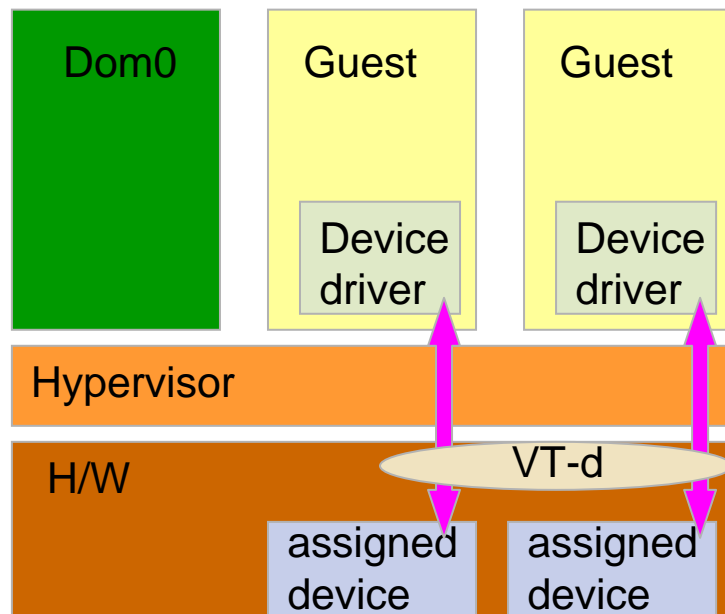 Dom0
Guest
Guest
Device
driver
Device
driver
Hypervisor
H/W
VT-d
assigned
device
assigned
device